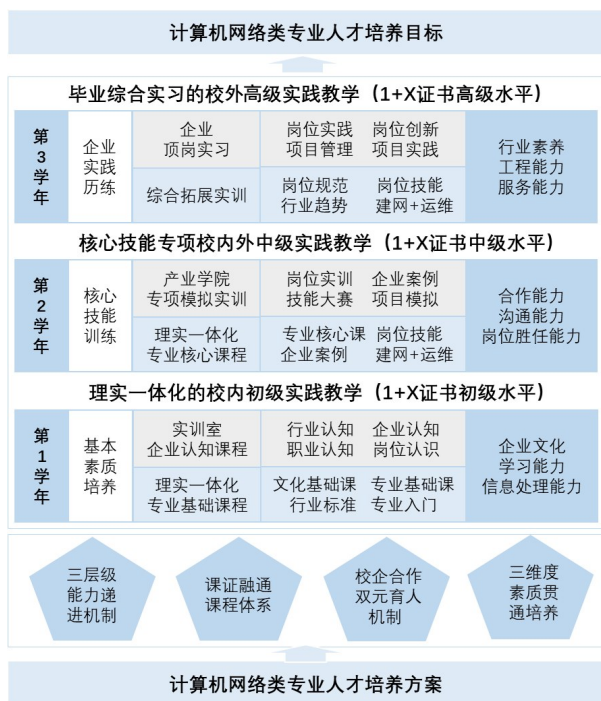 计算机网络类专业人才培养目标
毕业综合实习的校外高级实践教学（1+X证书高级水平）
第3学年
企业
实践
历练
企业
顶岗实习
岗位实践 岗位创新
项目管理 项目实践
综合拓展实训
岗位规范 岗位技能
行业趋势 建网+运维
行业素养
工程能力
服务能力
核心技能专项校内外中级实践教学（1+X证书中级水平）
第2学年
核心
技能
训练
产业学院
专项模拟实训
岗位实训 企业案例
技能大赛 项目模拟
理实一体化
专业核心课程
专业核心课 岗位技能
企业案例 建网+运维
合作能力
沟通能力
岗位胜任能力
理实一体化的校内初级实践教学（1+X证书初级水平）
第1学年
基本
素质
培养
实训室
企业认知课程
行业认知 企业认知
职业认知 岗位认识
理实一体化
专业基础课程
文化基础课 专业基础课
行业标准 专业入门
企业文化
学习能力
信息处理能力
三层级
能力递
进机制
课证融通
课程体系
校企合作
双元育人
机制
三维度
素质贯
通培养
计算机网络类专业人才培养方案